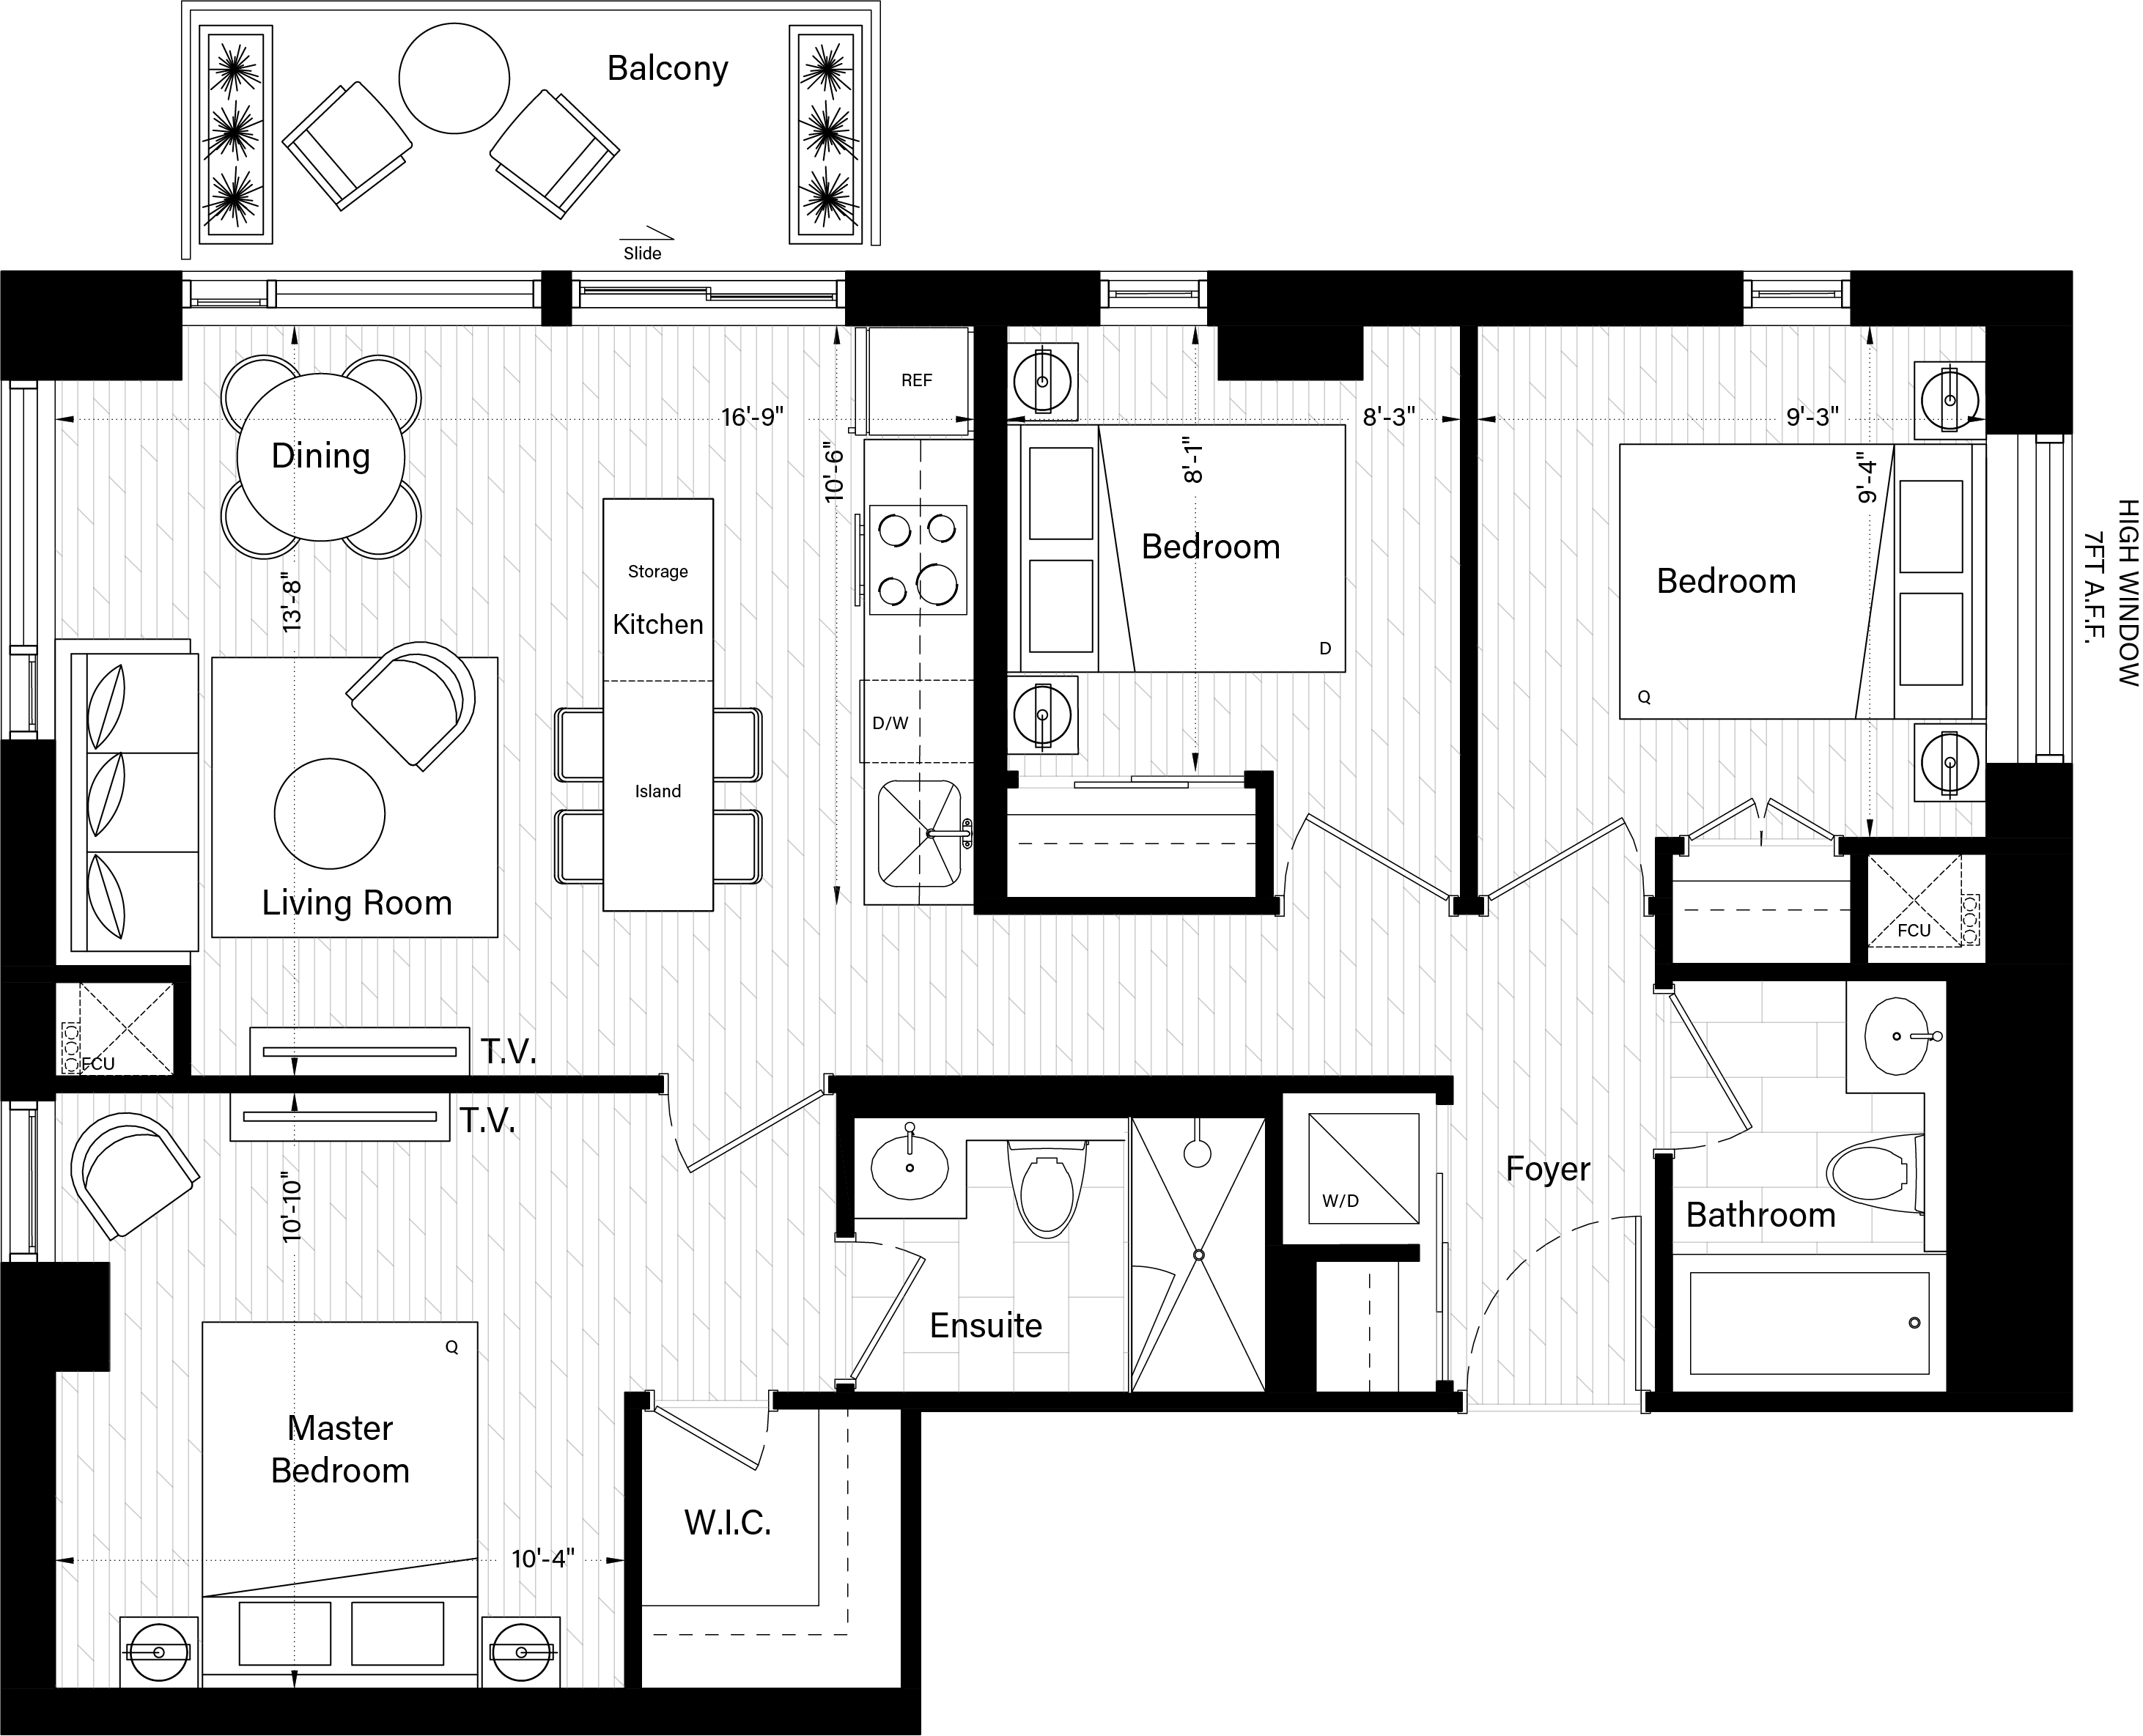 Balcony
Slide
REF
16'-9"
8'-3"
9'-3"
Dining
10'-6"
8'-1"
9'-4"
HIGH WINDOW
7FT A.F.F.
Storage
Kitchen
Bedroom
Bedroom
13'-8"
D
Q
D/W
Island
Living Room
FCU
T.V.
FCU
T.V.
10'-10"
W/D
Foyer
Bathroom
Ensuite
Q
Master
Bedroom
W.I.C.
10'-4"